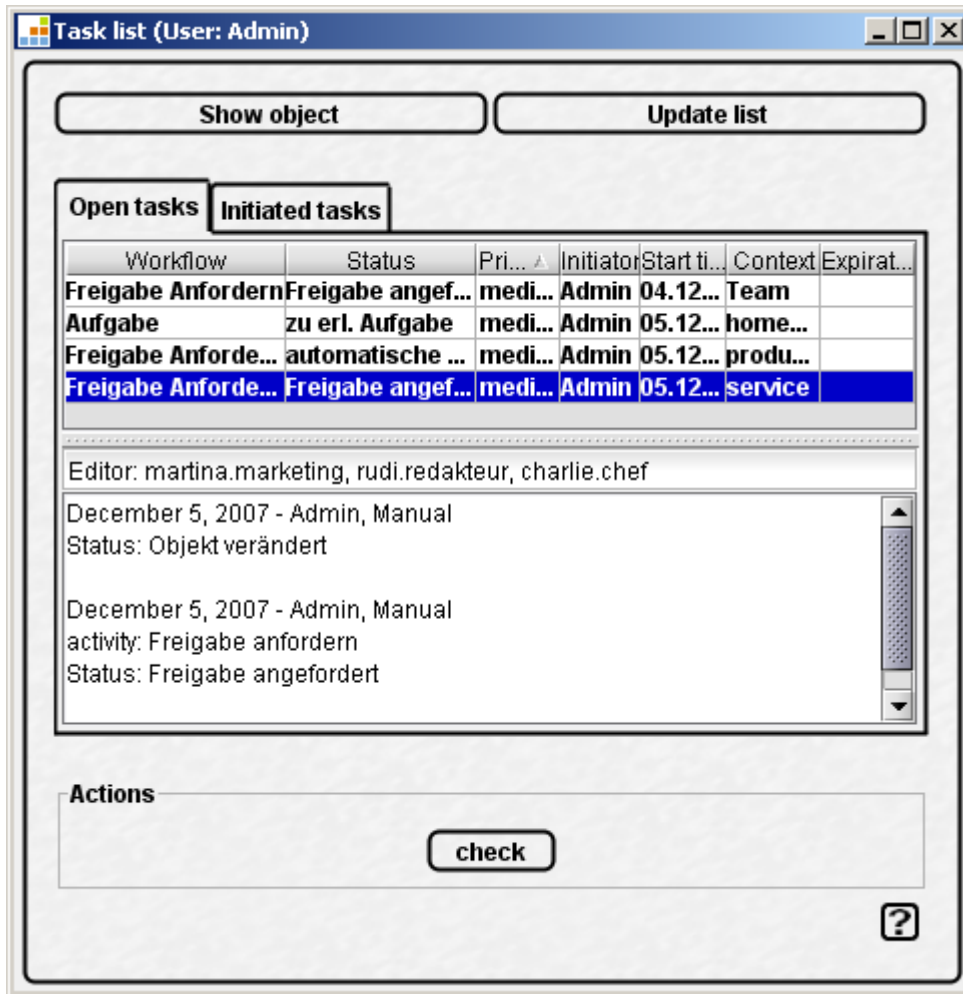 Task list (User: Admin)
Show object Update list
Open tasks Initiated tasks
Workflow Status Pri... Initiator Start ti... Context Expirat...
Freigabe Anfordern Freigabe angef... medi... Admin 04.12... Team
Aufgabe zu erl. Aufgabe medi... Admin 05.12... home...
Freigabe Anforde... automatische ... medi... Admin 05.12... produ...
Freigabe Anforde... Freigabe angef... medi... Admin 05.12... service
Editor: martina.marketing, rudi.redakteur, charlie.chef
December 5, 2007 - Admin, Manual
Status: Objekt verändert
December 5, 2007 - Admin, Manual
activity: Freigabe anfordern
Status: Freigabe angefordert
Actions
check
?